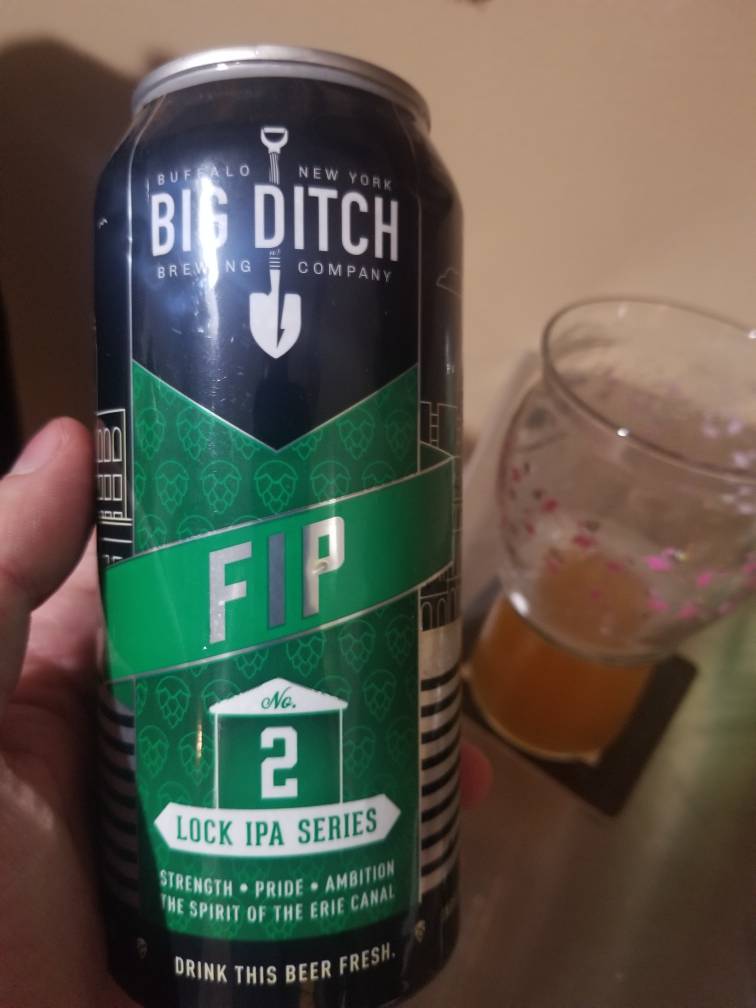 BUFFALO NEW YORK
BIG DITCH
BREWING COMPANY
FIP
No.
2
LOCK IPA SERIES
STRENGTH • PRIDE • AMBITION
THE SPIRIT OF THE ERIE CANAL
DRINK THIS BEER FRESH.